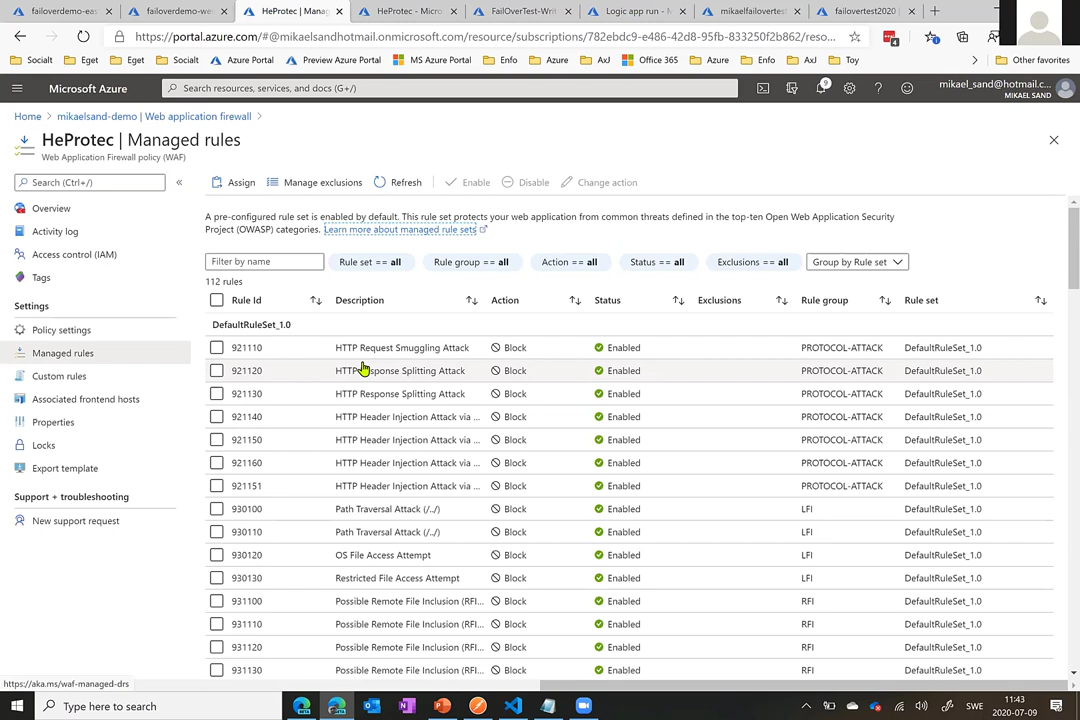 failoverdemo-eas
failoverdemo-we
HeProtec | Manag
HeProtec - Micro
FailOverTest-Writ
Logic app run - M
mikaelfailovertest
failovertest2020 |
https://portal.azure.com/#@mikaelsandhotmail.onmicrosoft.com/resource/subscriptions/782ebdc9-e486-42d8-95fb-833250f2b862/reso...
4
Socialt
Eget
Eget
Socialt
Azure Portal
Preview Azure Portal
MS Azure Portal
Enfo
Azure
AxJ
Office 365
Azure
Enfo
AxJ
Toy
Other favorites
Microsoft Azure
Search resources, services, and docs (G+/)
9
mikael_sand@hotmail.c...
MIKAEL SAND
Home > mikaelsand-demo | Web application firewall >
HeProtec | Managed rules
Web Application Firewall policy (WAF)
Search (Ctrl+/)
«
Overview
Activity log
Access control (IAM)
Tags
Settings
Policy settings
Managed rules
Custom rules
Associated frontend hosts
Properties
Locks
Export template
Support + troubleshooting
New support request
Assign
Manage exclusions
Refresh
Enable
Disable
Change action
A pre-configured rule set is enabled by default. This rule set protects your web application from common threats defined in the top-ten Open Web Application Security
Project (OWASP) categories. Learn more about managed rule sets
Filter by name
Rule set == all
Rule group == all
Action == all
Status == all
Exclusions == all
Group by Rule set
112 rules
Rule Id Description Action Status Exclusions Rule group Rule set
DefaultRuleSet_1.0
921110 HTTP Request Smuggling Attack Block Enabled PROTOCOL-ATTACK DefaultRuleSet_1.0
921120 HTTP Response Splitting Attack Block Enabled PROTOCOL-ATTACK DefaultRuleSet_1.0
921130 HTTP Response Splitting Attack Block Enabled PROTOCOL-ATTACK DefaultRuleSet_1.0
921140 HTTP Header Injection Attack via ... Block Enabled PROTOCOL-ATTACK DefaultRuleSet_1.0
921150 HTTP Header Injection Attack via ... Block Enabled PROTOCOL-ATTACK DefaultRuleSet_1.0
921160 HTTP Header Injection Attack via ... Block Enabled PROTOCOL-ATTACK DefaultRuleSet_1.0
921151 HTTP Header Injection Attack via ... Block Enabled PROTOCOL-ATTACK DefaultRuleSet_1.0
930100 Path Traversal Attack (/../) Block Enabled LFI DefaultRuleSet_1.0
930110 Path Traversal Attack (/../) Block Enabled LFI DefaultRuleSet_1.0
930120 OS File Access Attempt Block Enabled LFI DefaultRuleSet_1.0
930130 Restricted File Access Attempt Block Enabled LFI DefaultRuleSet_1.0
931100 Possible Remote File Inclusion (RFI... Block Enabled RFI DefaultRuleSet_1.0
931110 Possible Remote File Inclusion (RFI... Block Enabled RFI DefaultRuleSet_1.0
931120 Possible Remote File Inclusion (RFI... Block Enabled RFI DefaultRuleSet_1.0
931130 Possible Remote File Inclusion (RFI... Block Enabled RFI DefaultRuleSet_1.0
https://aka.ms/waf-managed-drs
Type here to search
SWE
11:43
2020-07-09